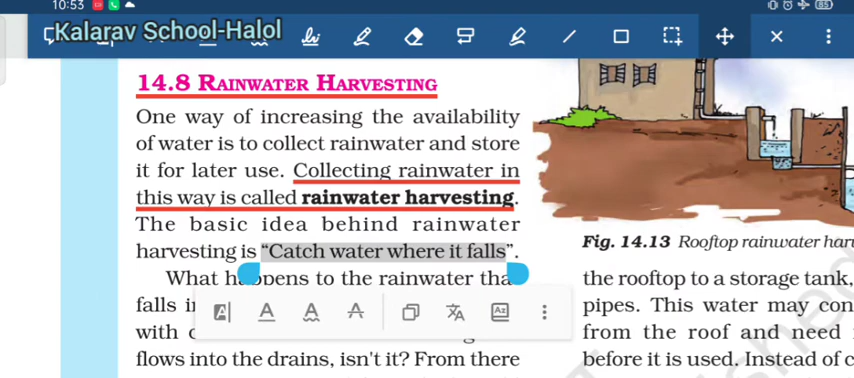 10:53
85
Kalarav School-Halol
14.8 RAINWATER HARVESTING
One way of increasing the availability
of water is to collect rainwater and store
it for later use. Collecting rainwater in
this way is called rainwater harvesting.
The basic idea behind rainwater
harvesting is “Catch water where it falls”.
What happens to the rainwater tha
falls i
with
flows into the drains, isn't it? From there
Fig. 14.13 Rooftop rainwater har
the rooftop to a storage tank,
pipes. This water may con
from the roof and need
before it is used. Instead of c
A
A
A
A
Az